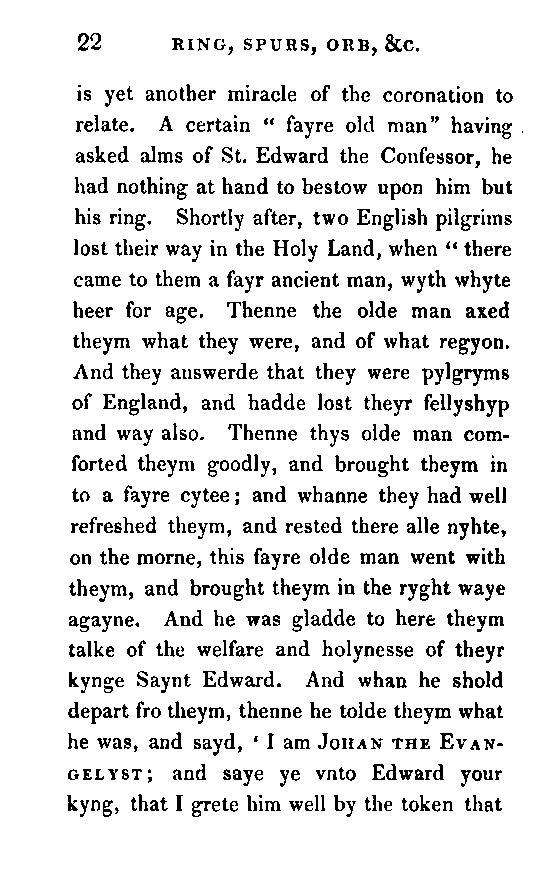 22 RING, SPURS, ORB, &c.
is yet another miracle of the coronation to
relate. A certain “ fayre old man” having
asked alms of St. Edward the Confessor, he
had nothing at hand to bestow upon him but
his ring. Shortly after, two English pilgrims
lost their way in the Holy Land, when “ there
came to them a fayr ancient man, wyth whyte
heer for age. Thenne the olde man axed
theym what they were, and of what regyon.
And they answerde that they were pylgryms
of England, and hadde lost theyr fellyshyp
and way also. Thenne thys olde man com-
forted theym goodly, and brought theym in
to a fayre cytee; and whanne they had well
refreshed theym, and rested there alle nyhte,
on the morne, this fayre olde man went with
theym, and brought theym in the ryght waye
agayne. And he was gladde to here theym
talke of the welfare and holynesse of theyr
kynge Saynt Edward. And whan he shold
depart fro theym, thenne he tolde theym what
he was, and sayd, ‘ I am JOHAN THE EVAN-
GELYST; and saye ye vnto Edward your
kyng, that I grete him well by the token that